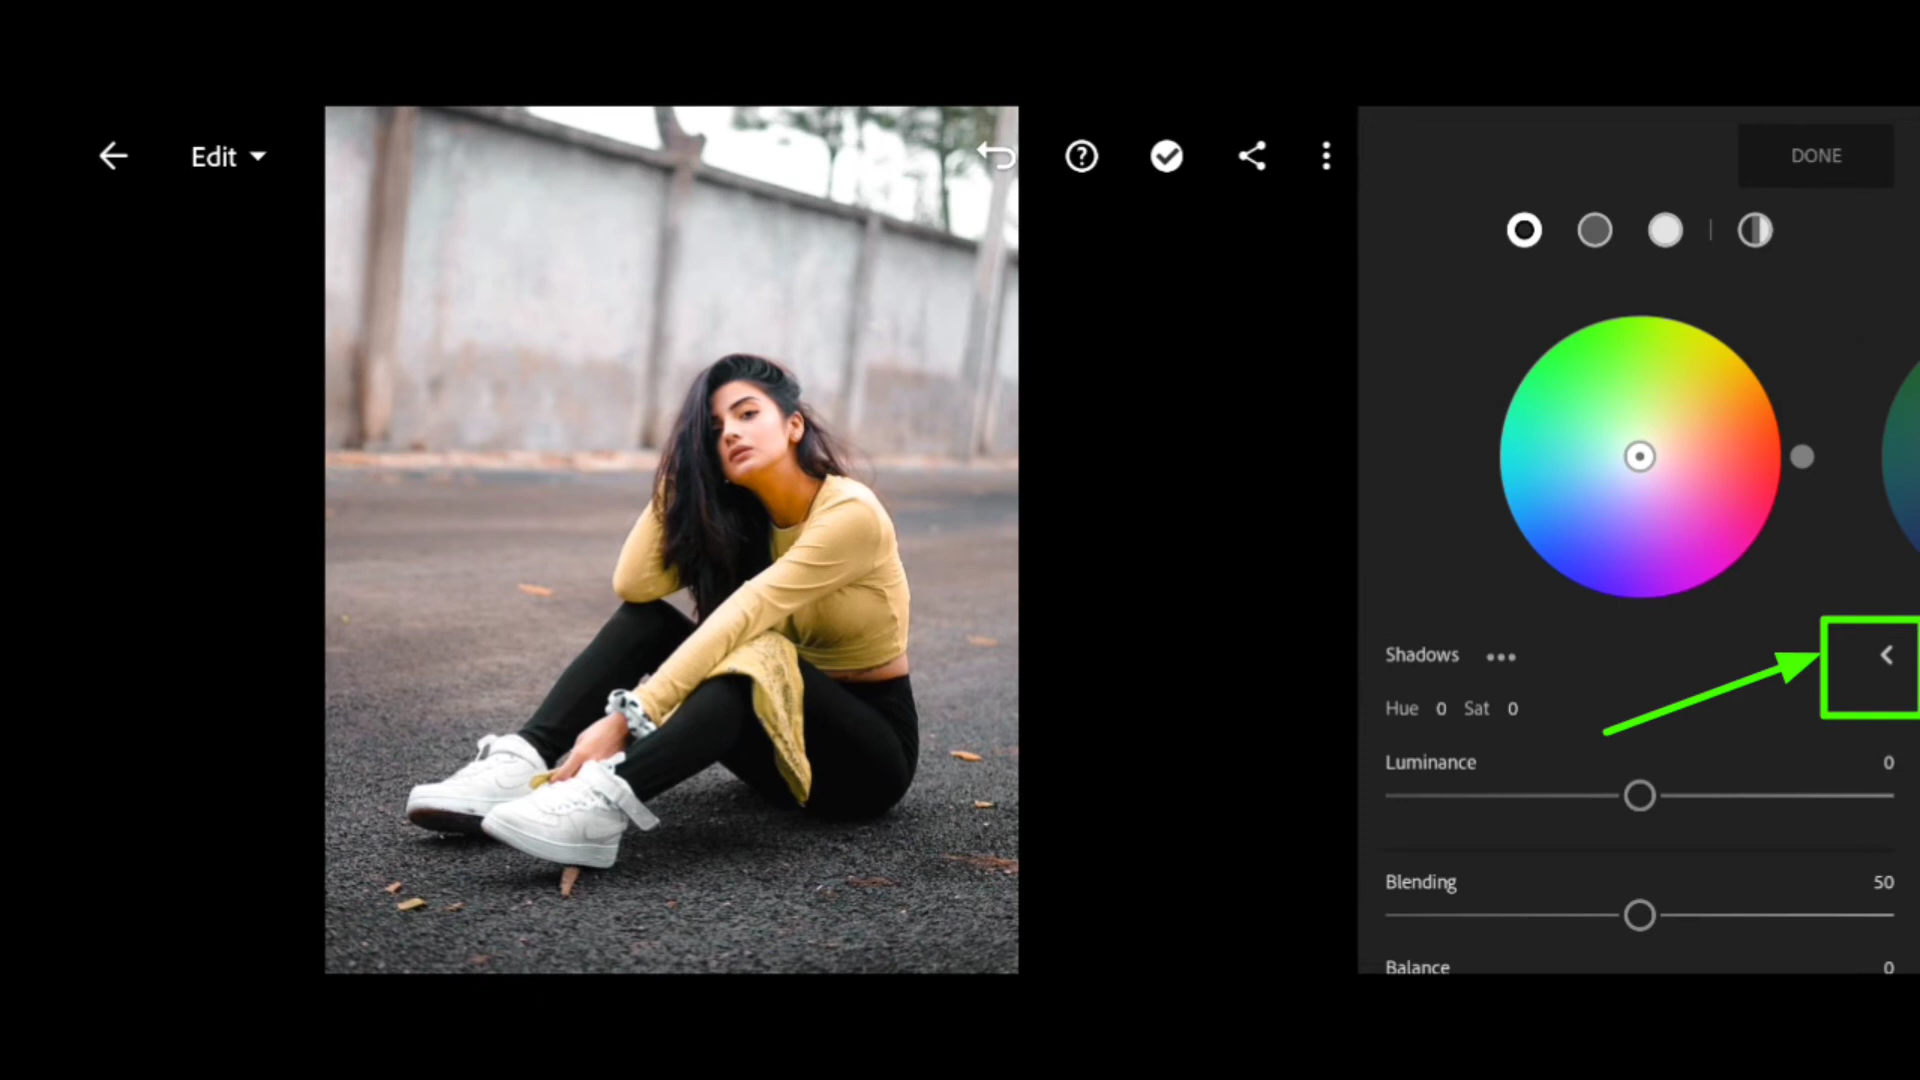 Edit
DONE
Shadows
Hue 0 Sat 0
Luminance 0
Blending 50
Balance 0